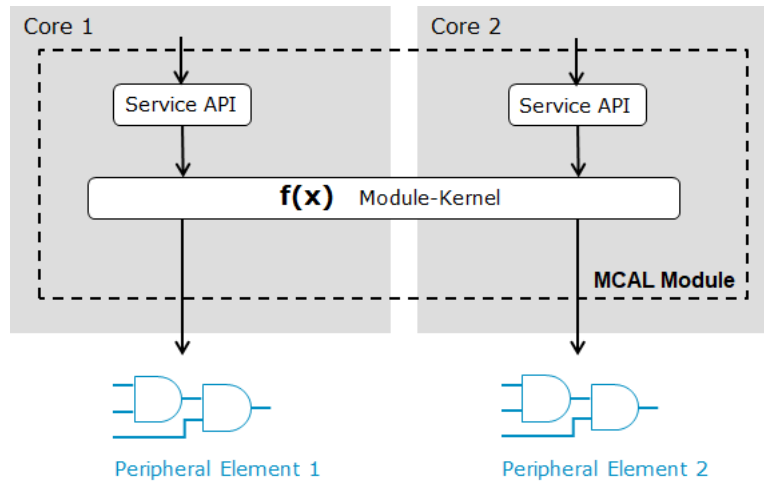 Core 1
Core 2
Service API
Service API
f(x) Module-Kernel
MCAL Module
Peripheral Element 1
Peripheral Element 2